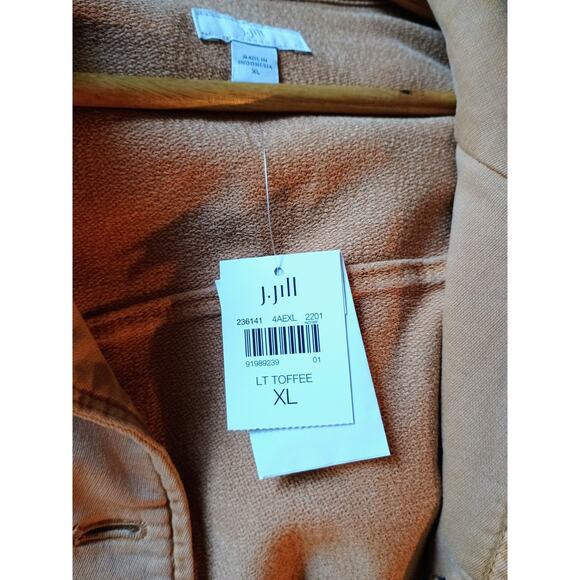 J.Jill
MADE IN
INDONESIA
XL
J.Jill
236141 4AEXL 2201
91989239 01
LT TOFFEE
XL